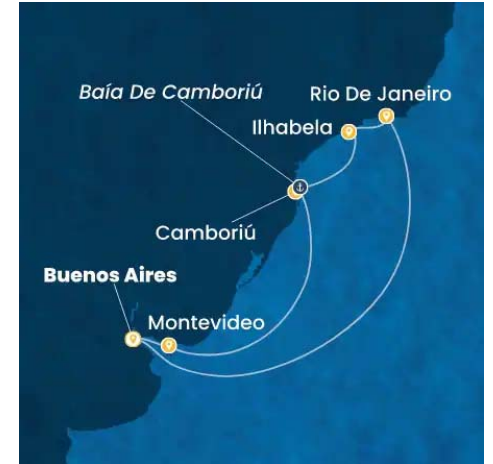 Baía De Camboriú
Rio De Janeiro
Ilhabela
Camboriú
Buenos Aires
Montevideo